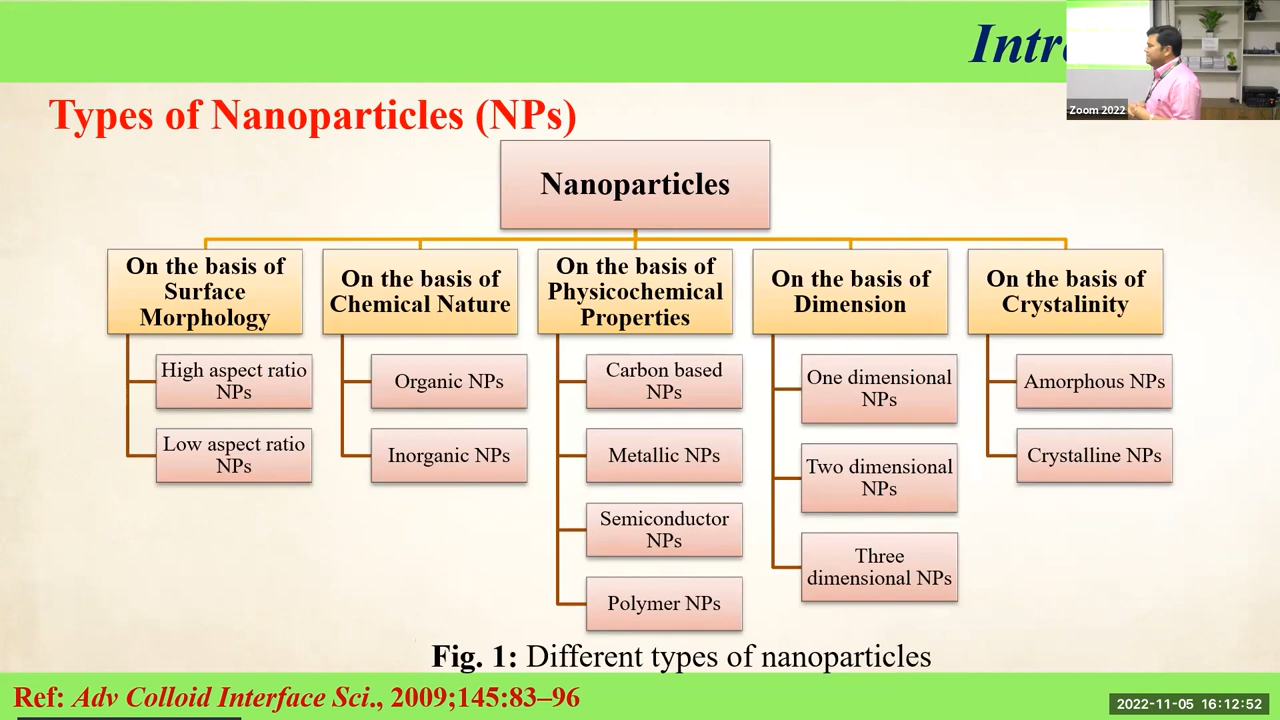 Zoom 2022
Types of Nanoparticles (NPs)
Nanoparticles
On the basis of
Surface
Morphology
High aspect ratio
NPs
Low aspect ratio
NPs
On the basis of
Chemical Nature
Organic NPs
Inorganic NPs
On the basis of
Physicochemical
Properties
Carbon based
NPs
Metallic NPs
Semiconductor
NPs
Polymer NPs
On the basis of
Dimension
One dimensional
NPs
Two dimensional
NPs
Three
dimensional NPs
On the basis of
Crystalinity
Amorphous NPs
Crystalline NPs
Fig. 1: Different types of nanoparticles
Ref: Adv Colloid Interface Sci., 2009;145:83–96
2022-11-05 16:12:52